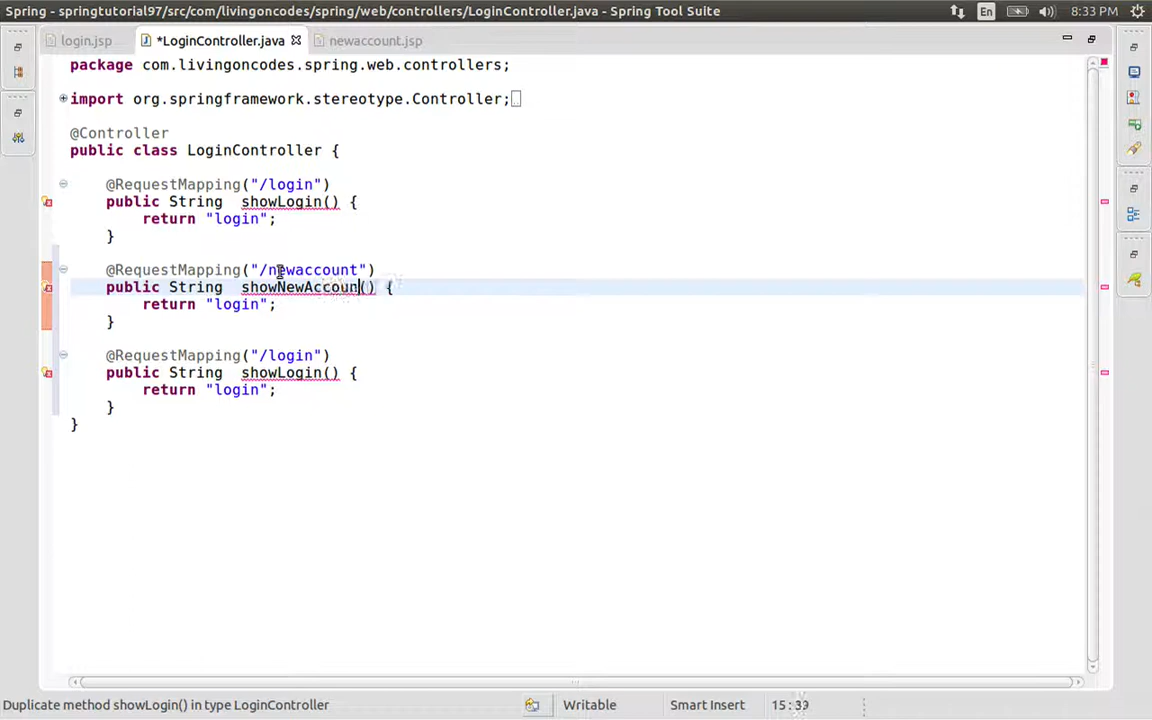 Spring - springtutorial97/src/com/livingoncodes/spring/web/controllers/LoginController.java - Spring Tool Suite
En
8:33 PM
login.jsp
*LoginController.java
newaccount.jsp
package com.livingoncodes.spring.web.controllers;
import org.springframework.stereotype.Controller;
@Controller
public class LoginController {
@RequestMapping("/login")
public String  showLogin() {
return "login";
}
@RequestMapping("/newaccount")
public String  showNewAccoun() {
return "login";
}
@RequestMapping("/login")
public String  showLogin() {
return "login";
}
}
Duplicate method showLogin() in type LoginController
Writable
Smart Insert
15 : 39